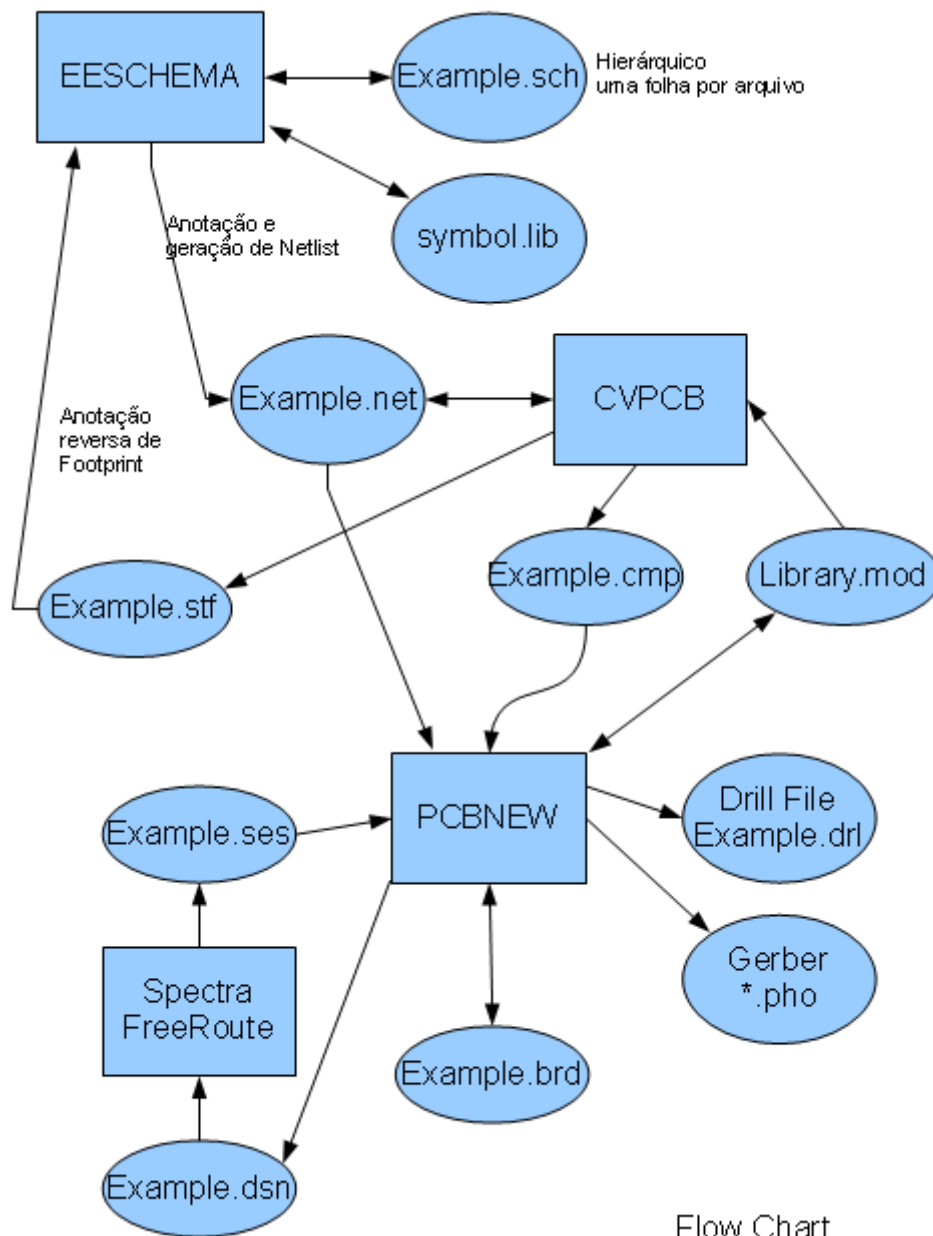 EESCHEMA
Example.sch
Hierárquico
uma folha por arquivo
symbol.lib
Anotação e
geração de Netlist
Example.net
CVPCB
Anotação
reversa de
Footprint
Example.stf
Example.cmp
Library.mod
Example.ses
PCBNEW
Drill File
Example.drl
Spectra
FreeRoute
Gerber
*.pho
Example.brd
Example.dsn
Flow Chart